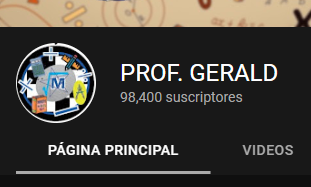 PROF. GERALD
98,400 suscriptores
PÁGINA PRINCIPAL
VIDEOS